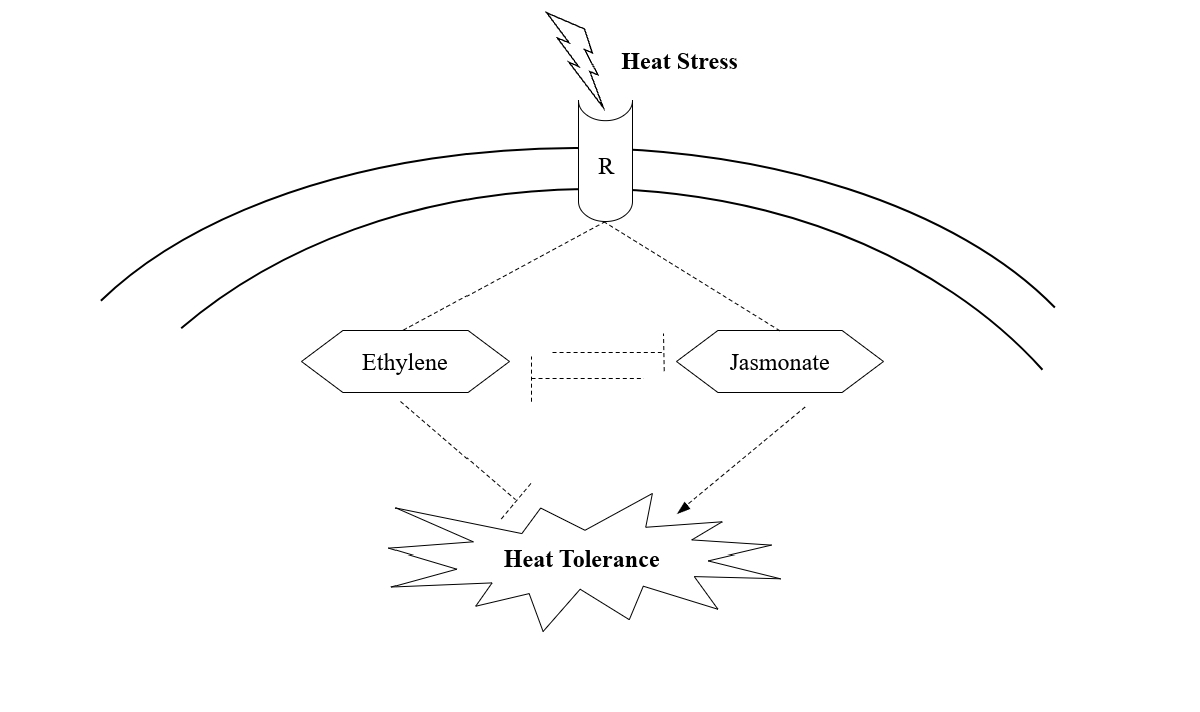 Heat Stress
R
Ethylene
Jasmonate
Heat Tolerance